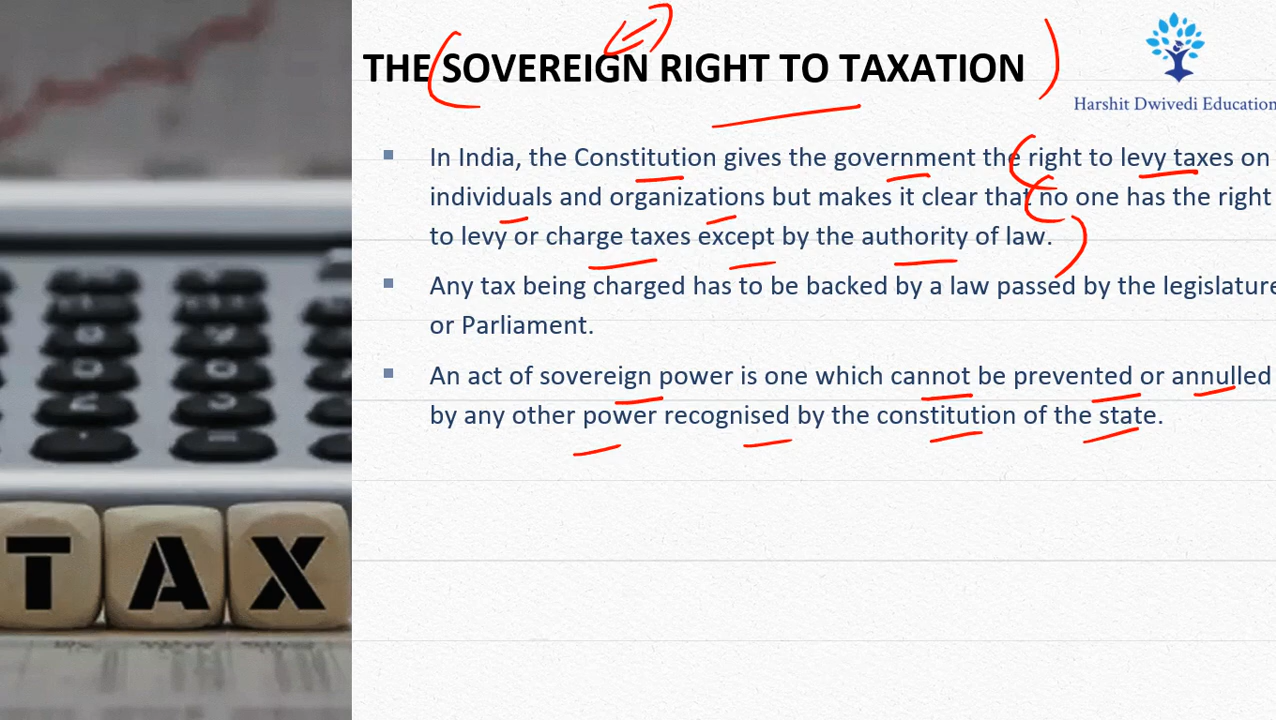 THE SOVEREIGN RIGHT TO TAXATION
Harshit Dwivedi Education
In India, the Constitution gives the government the right to levy taxes on
individuals and organizations but makes it clear that no one has the right
to levy or charge taxes except by the authority of law.
Any tax being charged has to be backed by a law passed by the legislature
or Parliament.
An act of sovereign power is one which cannot be prevented or annulled
by any other power recognised by the constitution of the state.
TAX